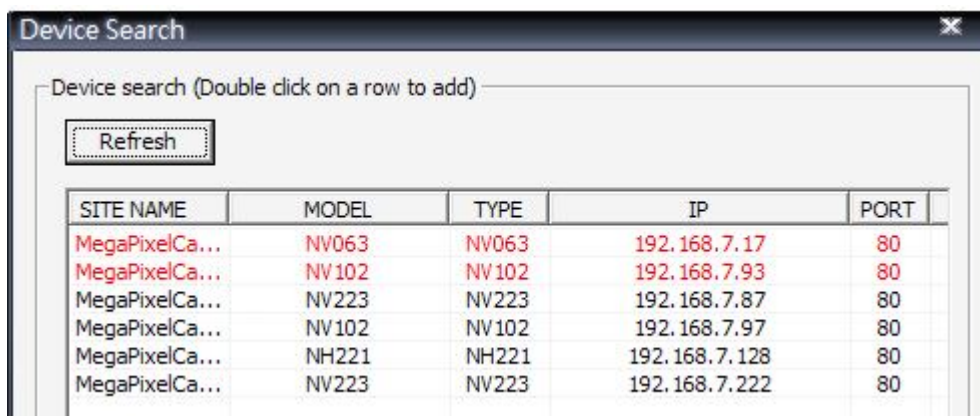 Device Search
Device search (Double click on a row to add)
Refresh
SITE NAME MODEL TYPE IP PORT
MegaPixelCa... NV063 NV063 192.168.7.17 80
MegaPixelCa... NV102 NV102 192.168.7.93 80
MegaPixelCa... NV223 NV223 192.168.7.87 80
MegaPixelCa... NV102 NV102 192.168.7.97 80
MegaPixelCa... NH221 NH221 192.168.7.128 80
MegaPixelCa... NV223 NV223 192.168.7.222 80